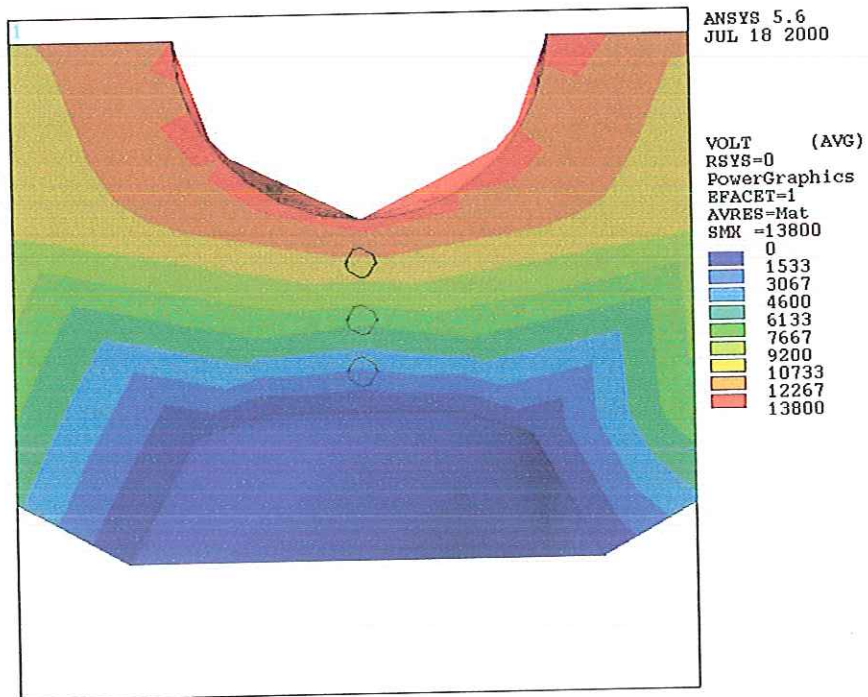 1
ANSYS 5.6
JUL 18 2000
VOLT (AVG)
RSYS=0
PowerGraphics
EFACET=1
AVRES=Mat
SMX =13800
0
1533
3067
4600
6133
7667
9200
10733
12267
13800